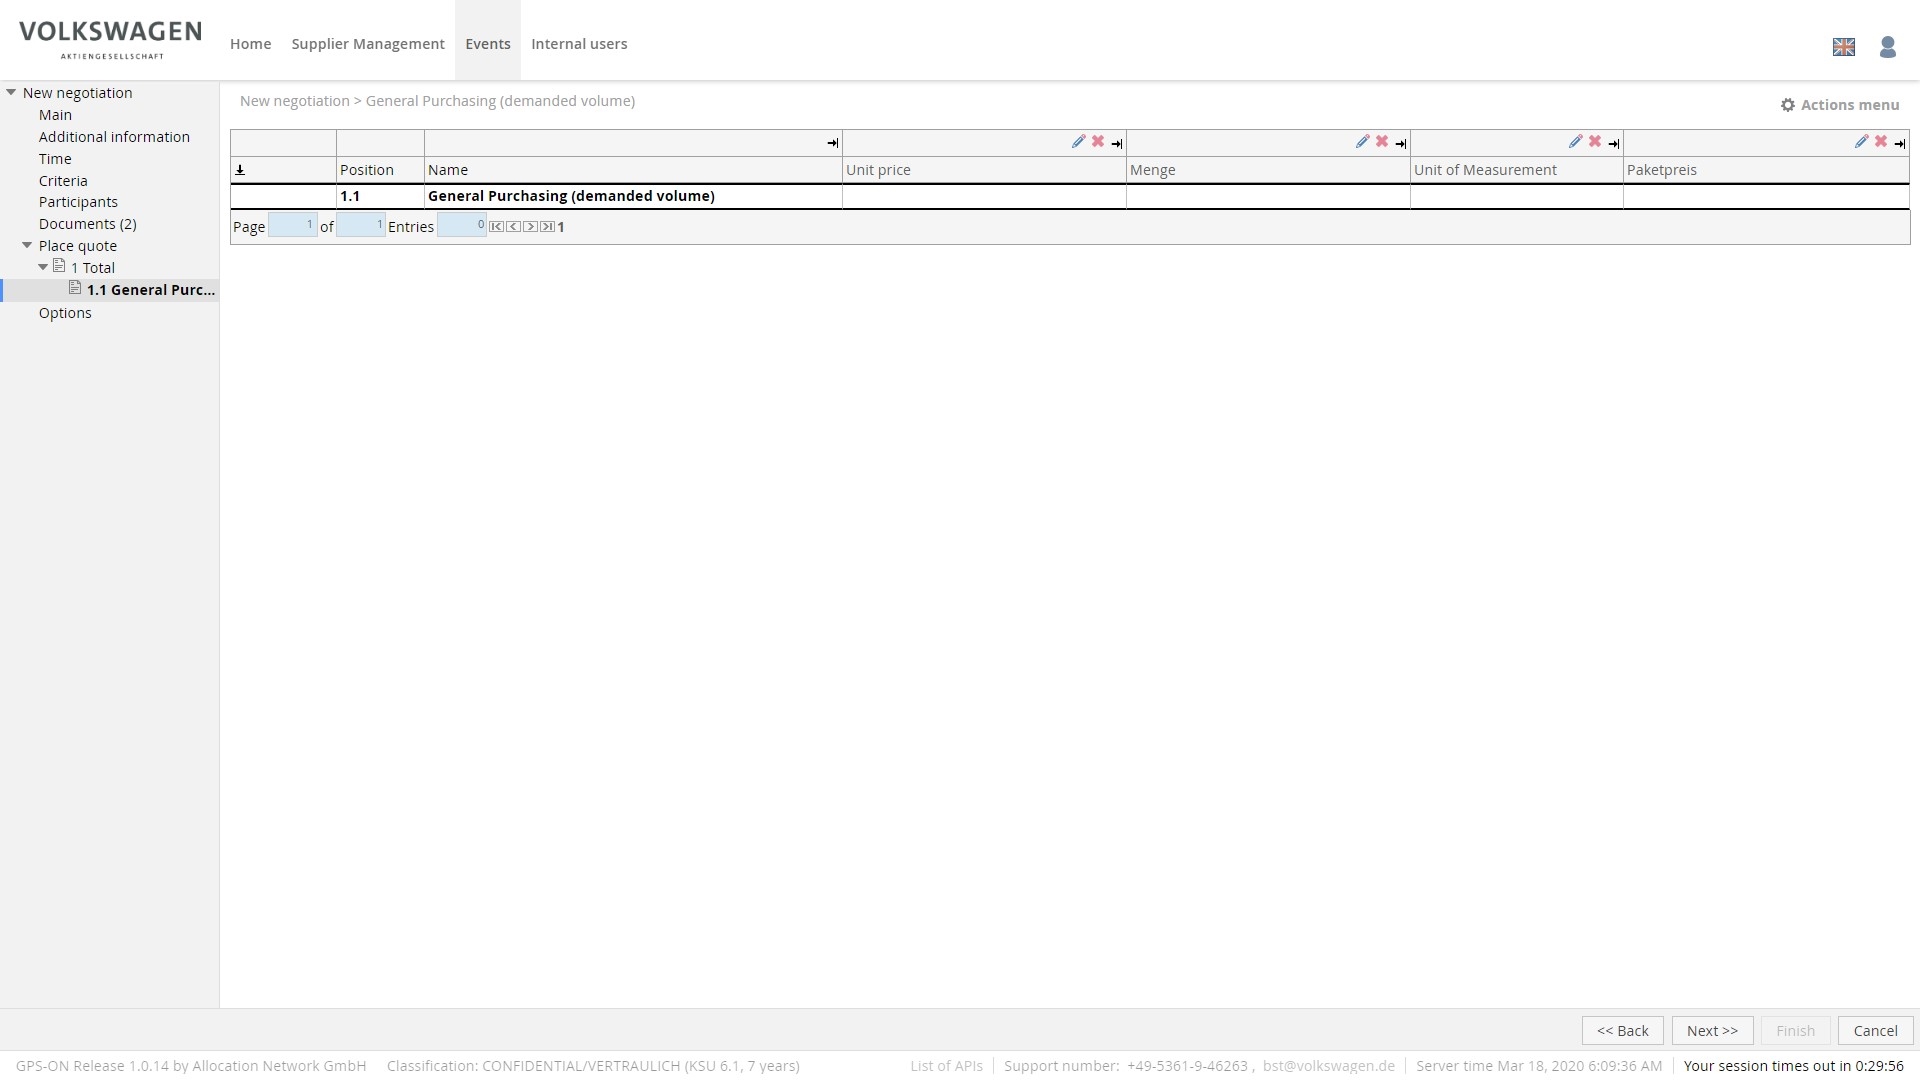 VOLKSWAGEN
AKTIENGESELLSCHAFT
Home Supplier Management Events Internal users
New negotiation
Main
Additional information
Time
Criteria
Participants
Documents (2)
Place quote
1 Total
1.1 General Purc...
Options
New negotiation > General Purchasing (demanded volume)
Actions menu
Position Name Unit price Menge Unit of Measurement Paketpreis
1.1 General Purchasing (demanded volume)
Page 1 of 1 Entries 0 1
<< Back Next >> Finish Cancel
GPS-ON Release 1.0.14 by Allocation Network GmbH Classification: CONFIDENTIAL/VERTRAULICH (KSU 6.1, 7 years) List of APIs Support number: +49-5361-9-46263 , bst@volkswagen.de Server time Mar 18, 2020 6:09:36 AM Your session times out in 0:29:56